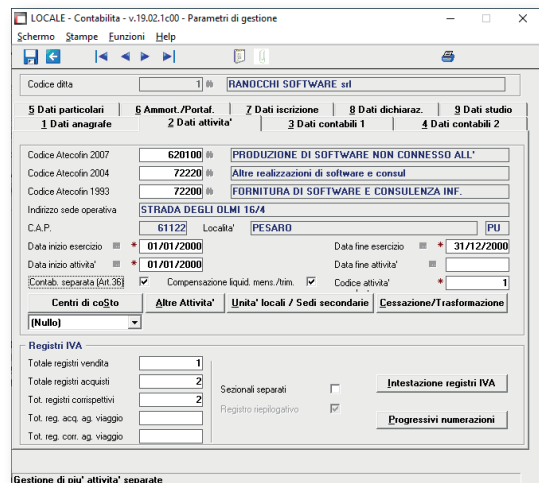 LOCALE - Contabilita - v.19.02.1c00 - Parametri di gestione
Schermo Stampe Funzioni Help
Codice ditta 1 RANOCCHI SOFTWARE srl
5 Dati particolari 6 Ammort./Portaf. 7 Dati iscrizione 8 Dati dichiaraz. 9 Dati studio
1 Dati anagrafe 2 Dati attivita' 3 Dati contabili 1 4 Dati contabili 2
Codice Atecofin 2007 620100 PRODUZIONE DI SOFTWARE NON CONNESSO ALL'
Codice Atecofin 2004 72220 Altre realizzazioni di software e consul
Codice Atecofin 1993 72200 FORNITURA DI SOFTWARE E CONSULENZA INF.
Indirizzo sede operativa STRADA DEGLI OLMI 16/4
C.A.P. 61122 Localita' PESARO PU
Data inizio esercizio * 01/01/2000 Data fine esercizio * 31/12/2000
Data inizio attivita' * 01/01/2000 Data fine attivita'
Contab. separata (Art.36) Compensazione liquid. mens./trim. Codice attivita' * 1
Centri di coSto Altre Attivita' Unita' locali / Sedi secondarie Cessazione/Trasformazione
(Nullo)
Registri IVA
Totale registri vendita 1
Totale registri acquisti 2
Tot. registri corrispettivi 2
Tot. reg. acq. ag. viaggio
Tot. reg. corr. ag. viaggio
Sezionali separati
Registro riepilogativo
Intestazione registri IVA
Progressivi numerazioni
Gestione di piu' attivita' separate